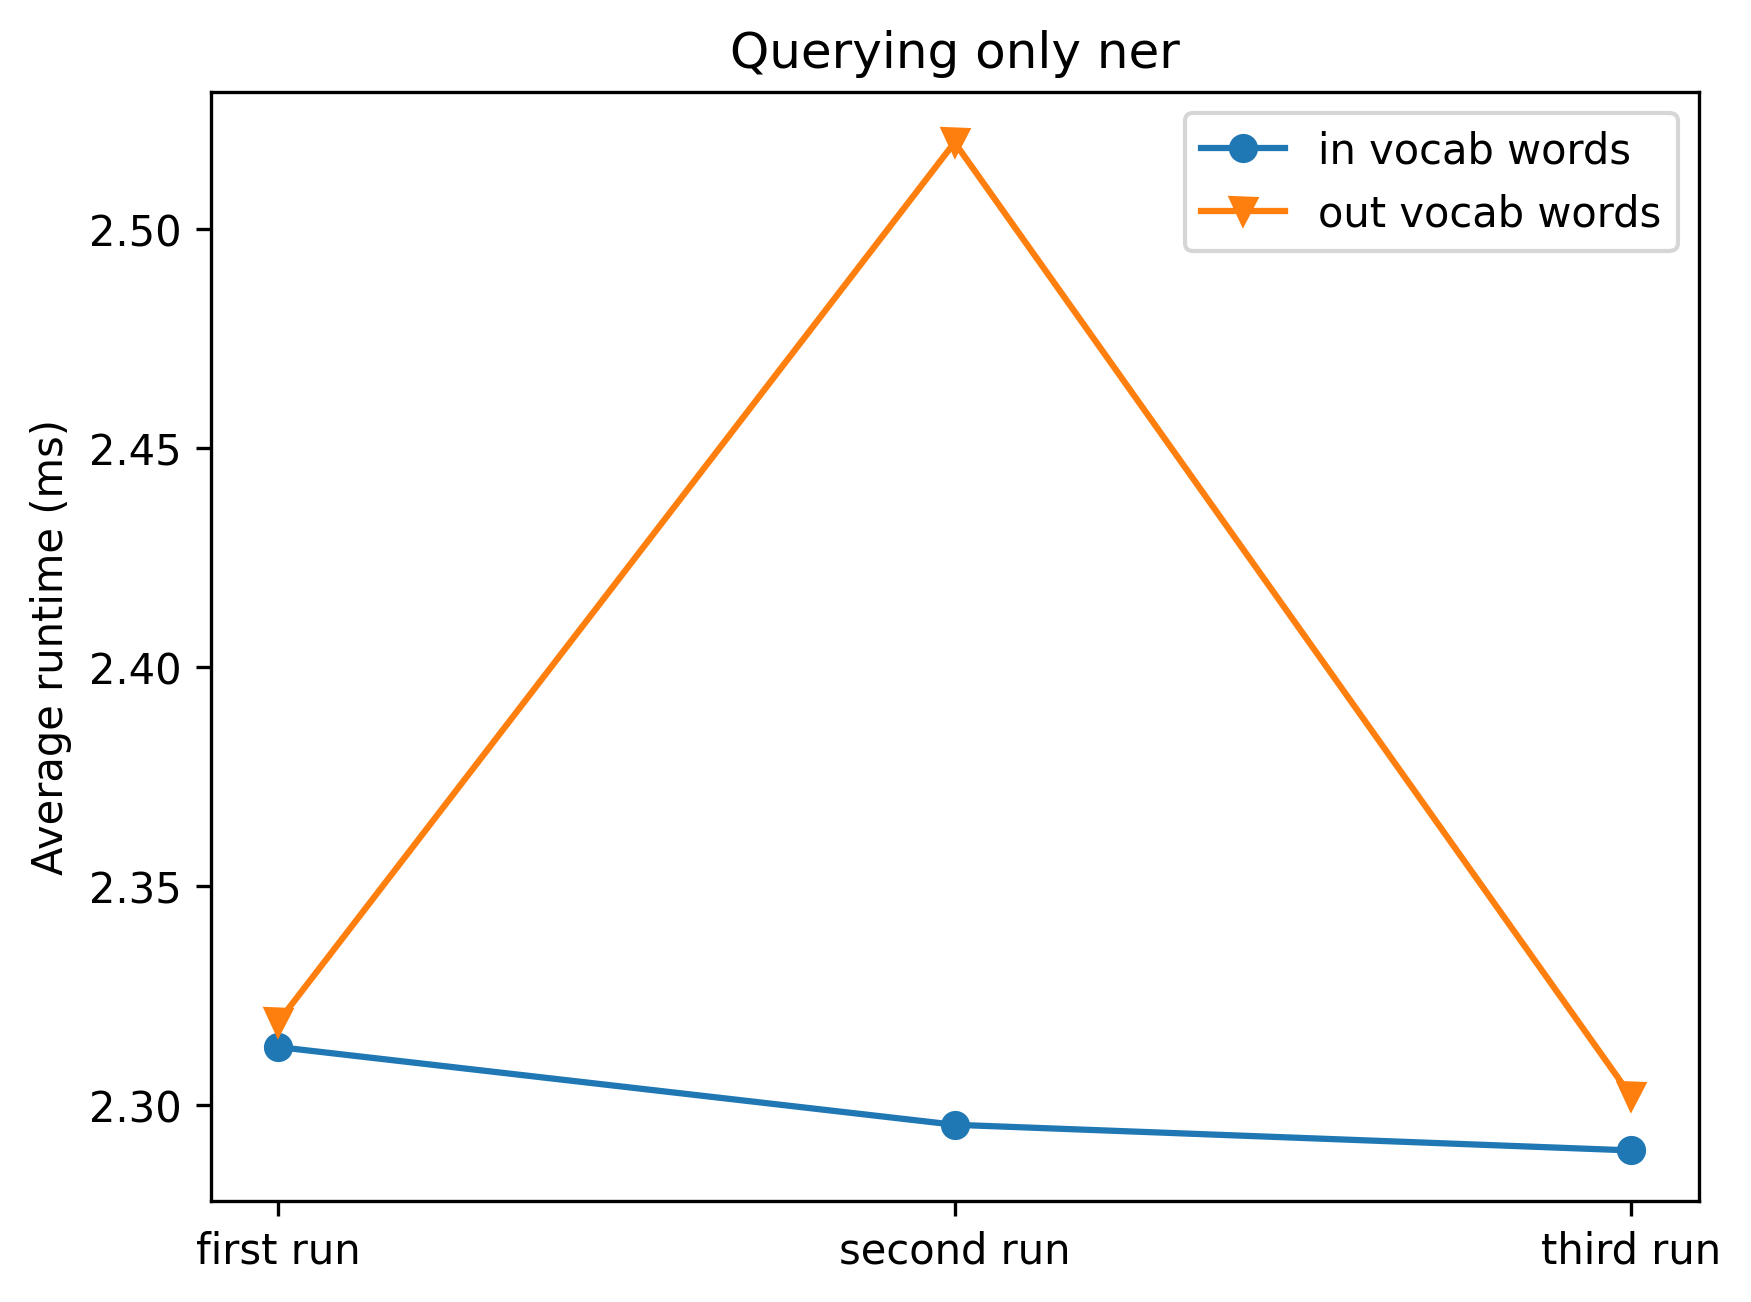 Querying only ner
in vocab words
out vocab words
Average runtime (ms)
2.50
2.45
2.40
2.35
2.30
first run
second run
third run